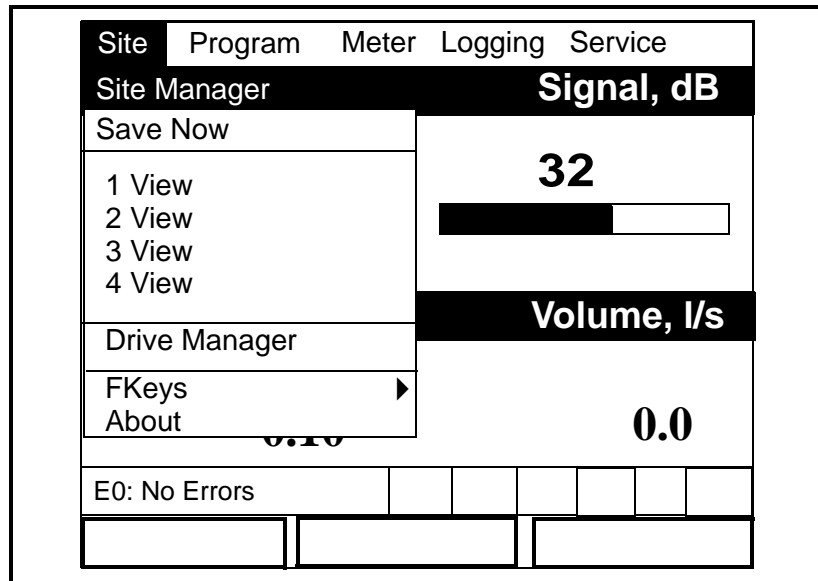 Site Program Meter Logging Service
Site Manager
Signal, dB
Save Now
32
1 View
2 View
3 View
4 View
Volume, l/s
Drive Manager
FKeys
About
0.0
E0: No Errors